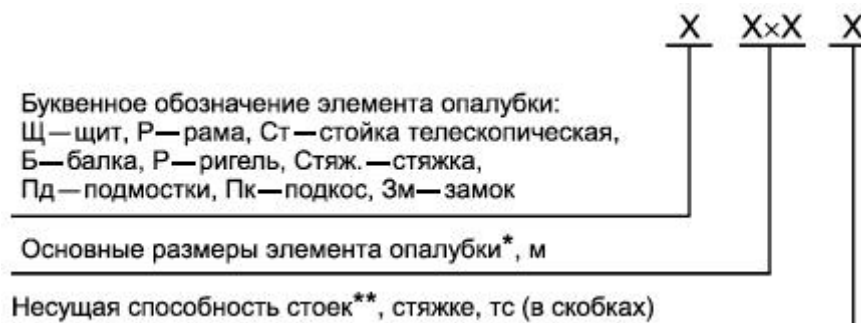 X X×X X
Буквенное обозначение элемента опалубки:
Щ—щит, Р—рама, Ст—стойка телескопическая,
Б—балка, Р—ригель, Стяж.—стяжка,
Пд—подмостки, Пк—подкос, Зм—замок
Основные размеры элемента опалубки*, м
Несущая способность стоек**, стяжке, тс (в скобках)